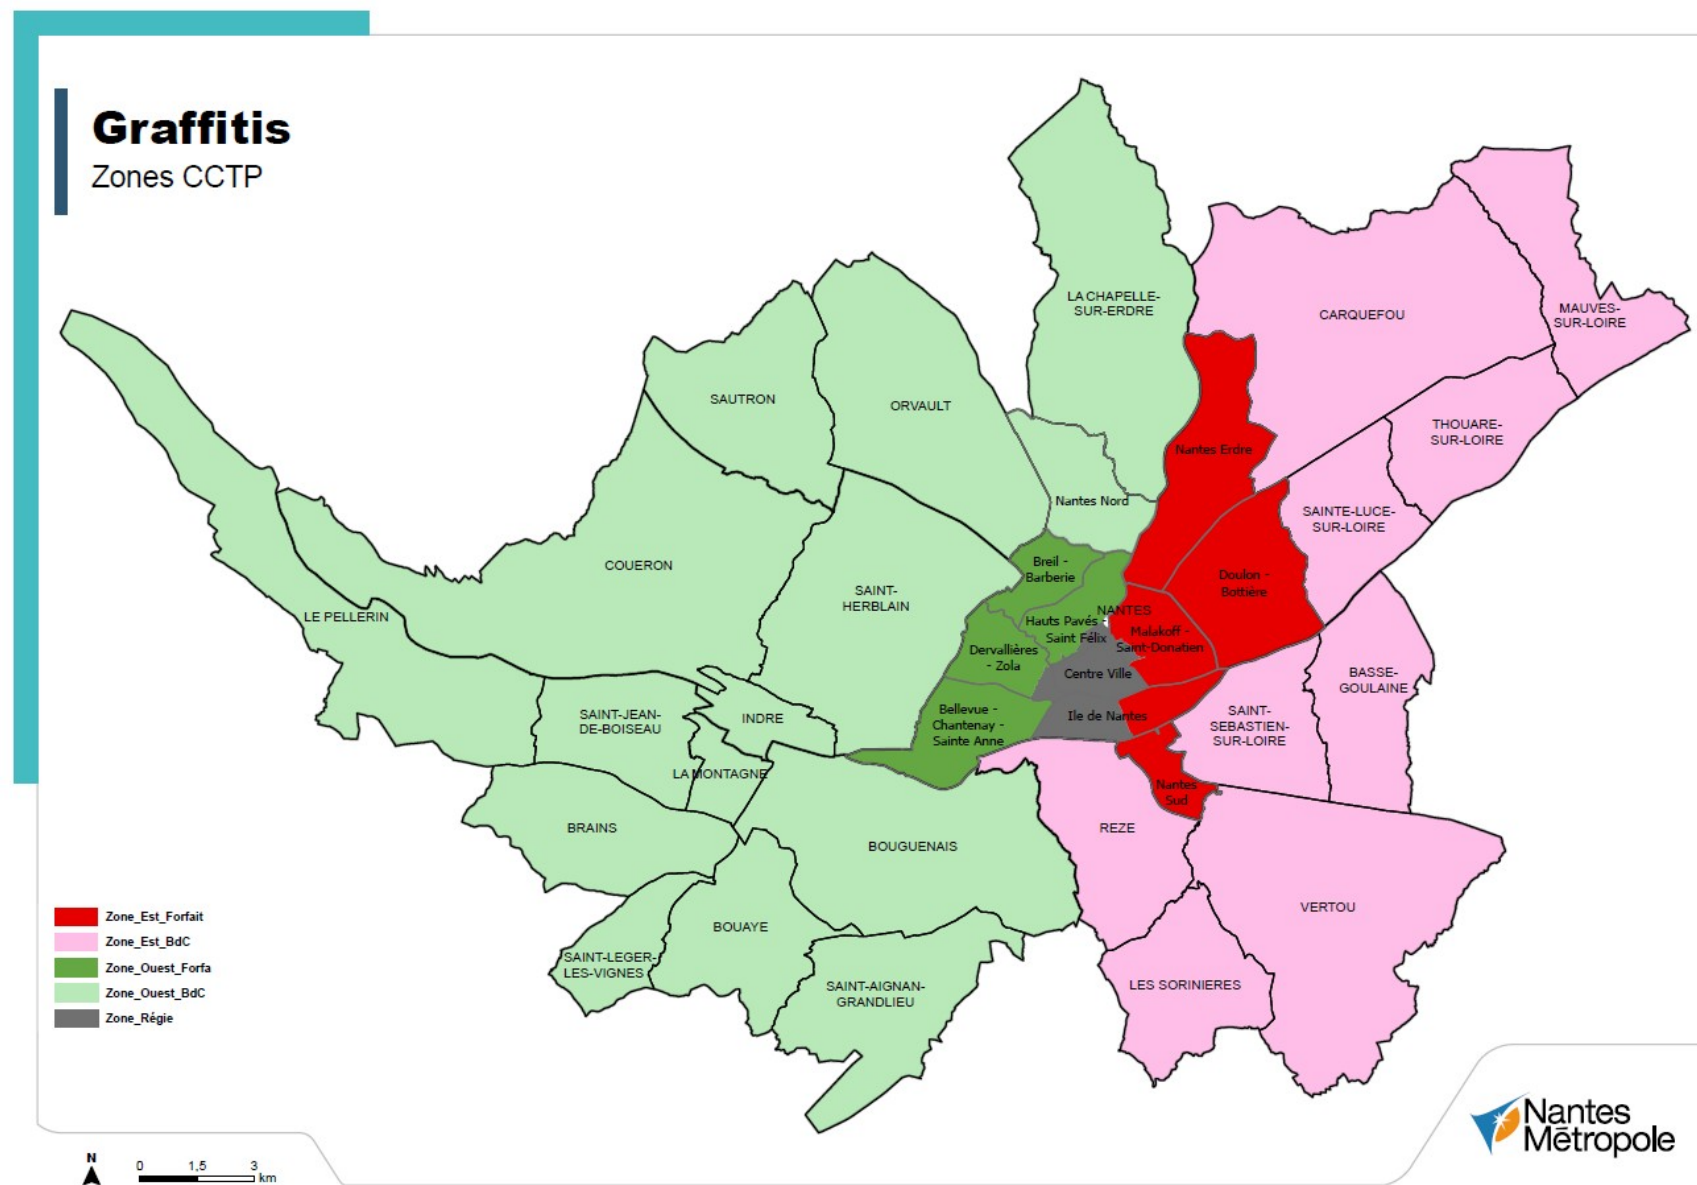 Graffitis
Zones CCTP
LA CHAPELLE-
SUR-ERDRE
CARQUEFOU
MAUVES-
SUR-LOIRE
SAUTRON
ORVAULT
THOUARE-
SUR-LOIRE
Nantes Erdre
Nantes Nord
SAINTE-LUCE-
SUR-LOIRE
COUERON
SAINT-
HERBLAIN
Breil -
Barberie
Doulon -
Bottière
LE PELLERIN
NANTES
Hauts Pavés -
Saint Félix
Malakoff -
Saint-Donatien
Dervallières
- Zola
Centre Ville
BASSE-
GOULAINE
SAINT-JEAN-
DE-BOISEAU
INDRE
Bellevue -
Chantenay -
Sainte Anne
Ile de Nantes
SAINT-
SEBASTIEN-
SUR-LOIRE
LA MONTAGNE
Nantes
Sud
BRAINS
BOUGUENAIS
REZE
VERTOU
BOUAYE
SAINT-LEGER-
LES-VIGNES
SAINT-AIGNAN-
GRANDLIEU
LES SORINIERES
Zone_Est_Forfait
Zone_Est_BdC
Zone_Ouest_Forfa
Zone_Ouest_BdC
Zone_Régie
N
0 1,5 3
km
Nantes
Métropole